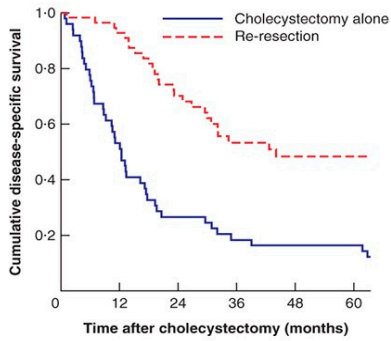 1·0
0·8
0·6
0·4
0·2
Cumulative disease-specific survival
Cholecystectomy alone
Re-resection
0 12 24 36 48 60
Time after cholecystectomy (months)